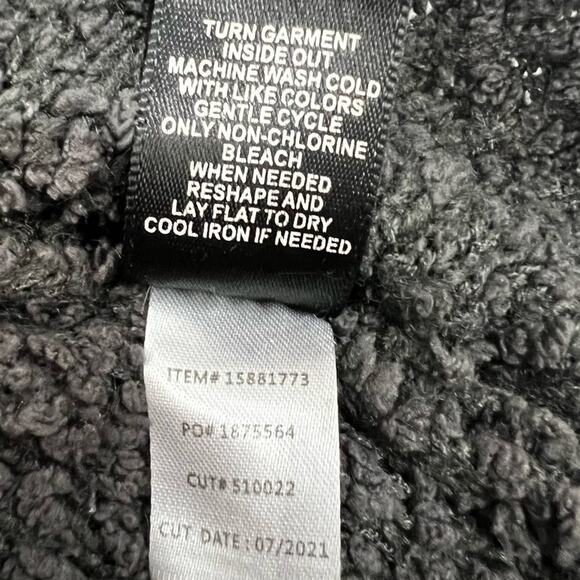 TURN GARMENT
INSIDE OUT
MACHINE WASH COLD
WITH LIKE COLORS
GENTLE CYCLE
ONLY NON-CHLORINE
BLEACH
WHEN NEEDED
RESHAPE AND
LAY FLAT TO DRY
COOL IRON IF NEEDED
ITEM# 15881773
PO# 1875564
CUT# 510022
CUT DATE : 07/2021